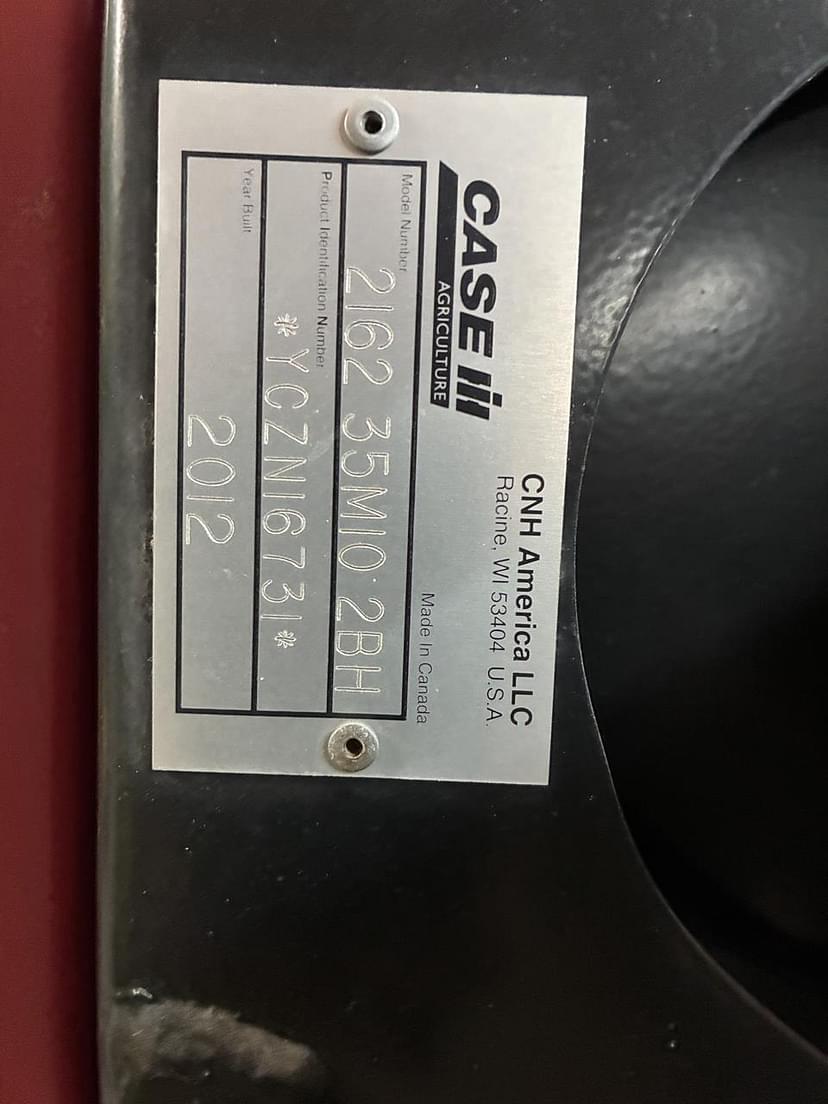 CASE IH
AGRICULTURE
CNH America LLC
Racine, WI 53404 U.S.A.
Made In Canada
Model Number
2162 35M10 2BH
Product Identification Number
*YCZN16731*
Year Built
2012